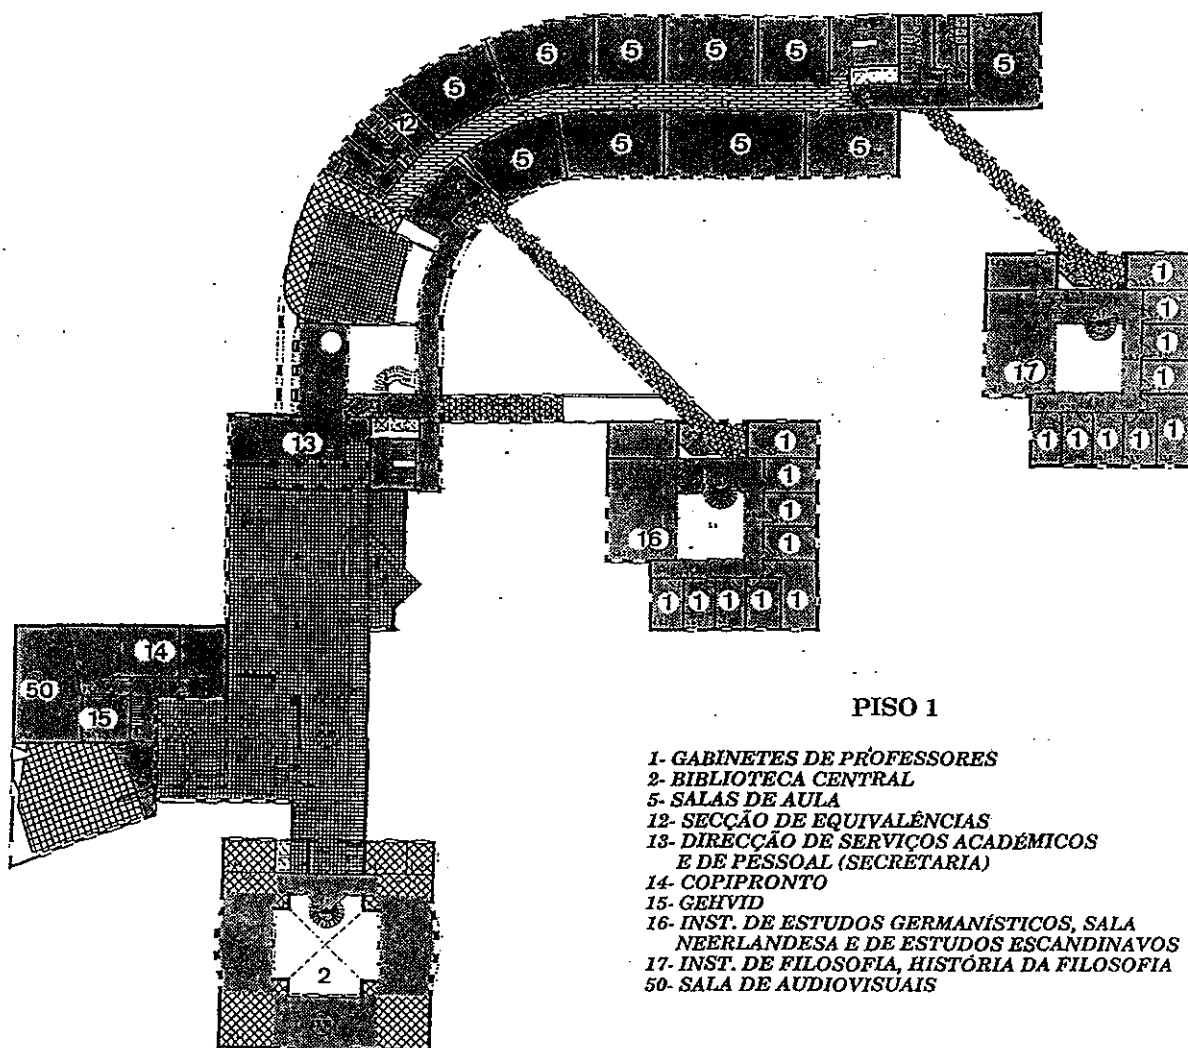 5 5 5 5 5
5
12
5 5 5 5
1
1
1
17 1
1 1 1 1 1
13
1
1
1
16 1
1 1 1 1 1
14
50
15
2
PISO 1
1- GABINETES DE PROFESSORES
2- BIBLIOTECA CENTRAL
5- SALAS DE AULA
12- SECÇÃO DE EQUIVALÊNCIAS
13- DIRECÇÃO DE SERVIÇOS ACADÉMICOS
E DE PESSOAL (SECRETARIA)
14- COPIPRONTO
15- GEHVID
16- INST. DE ESTUDOS GERMANÍSTICOS, SALA
NEERLANDESA E DE ESTUDOS ESCANDINAVOS
17- INST. DE FILOSOFIA, HISTÓRIA DA FILOSOFIA
50- SALA DE AUDIOVISUAIS